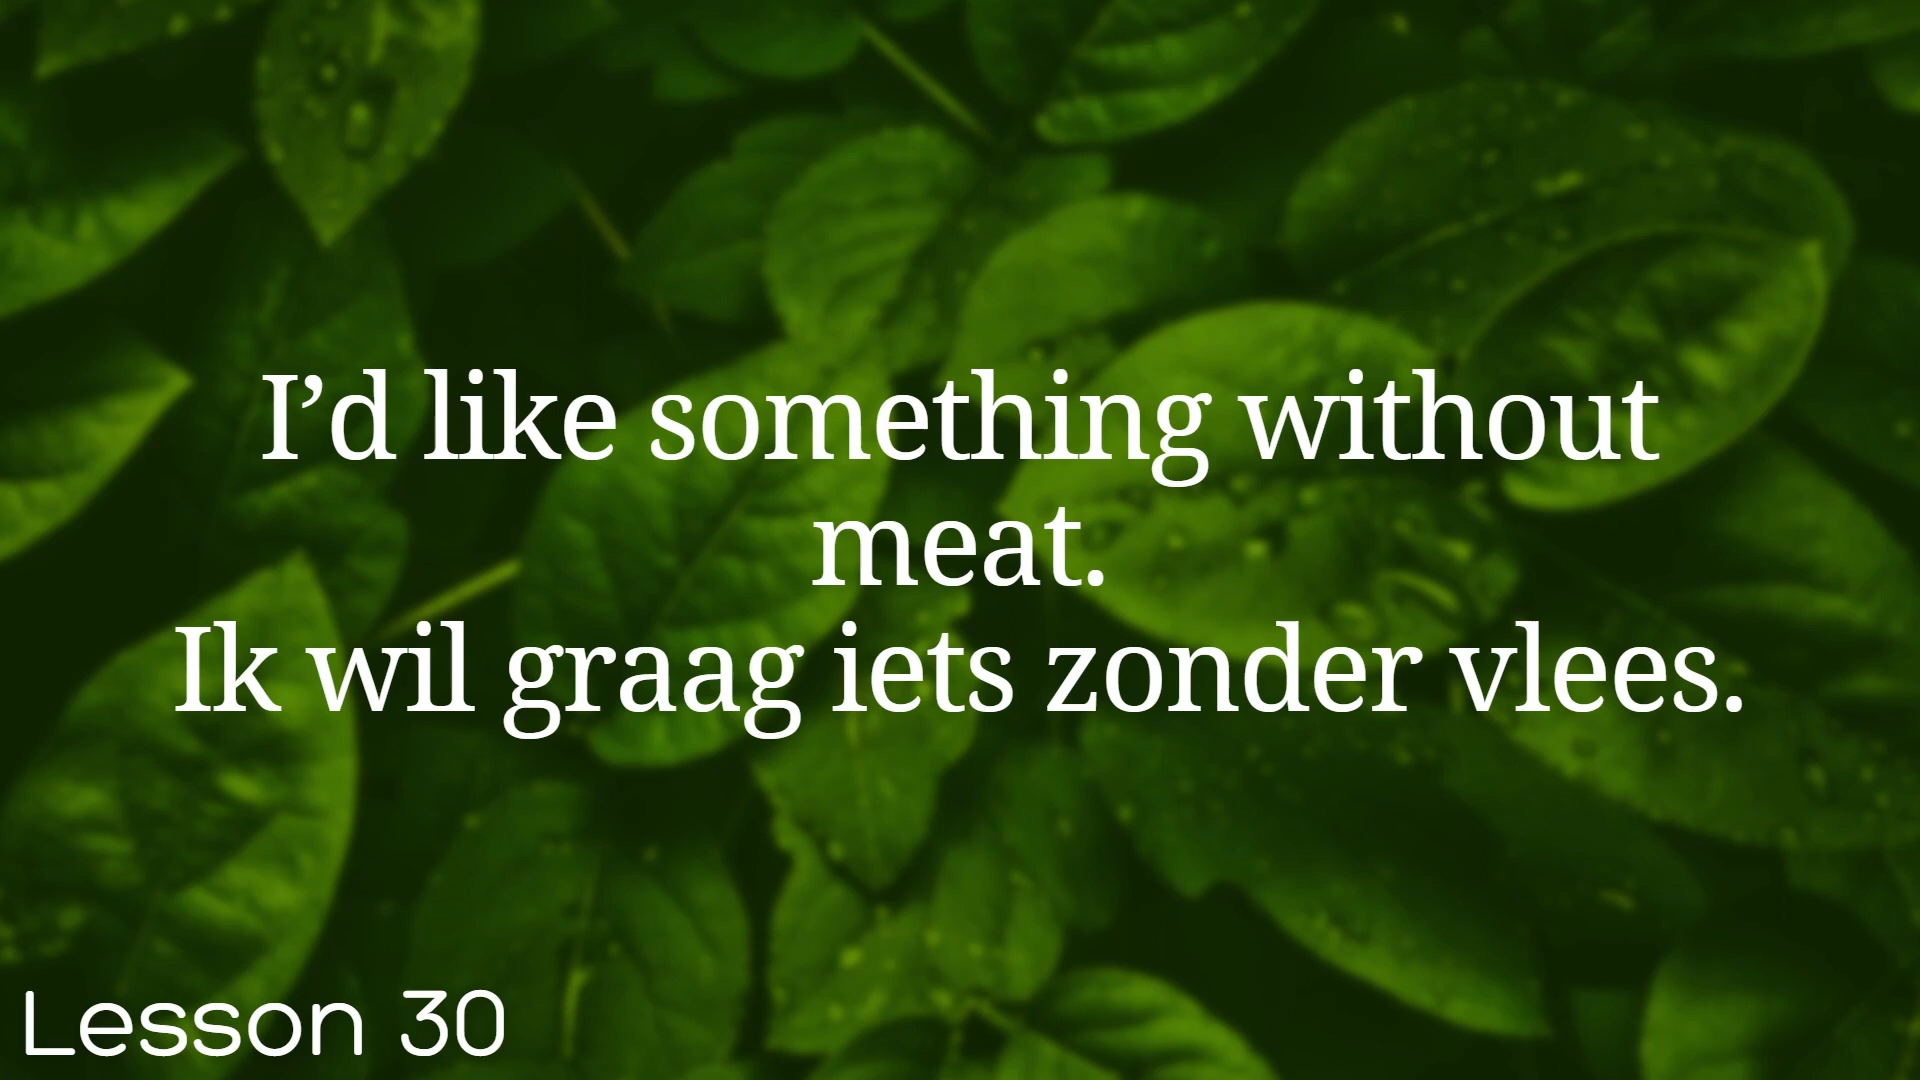 I’d like something without
meat.
Ik wil graag iets zonder vlees.
Lesson 30